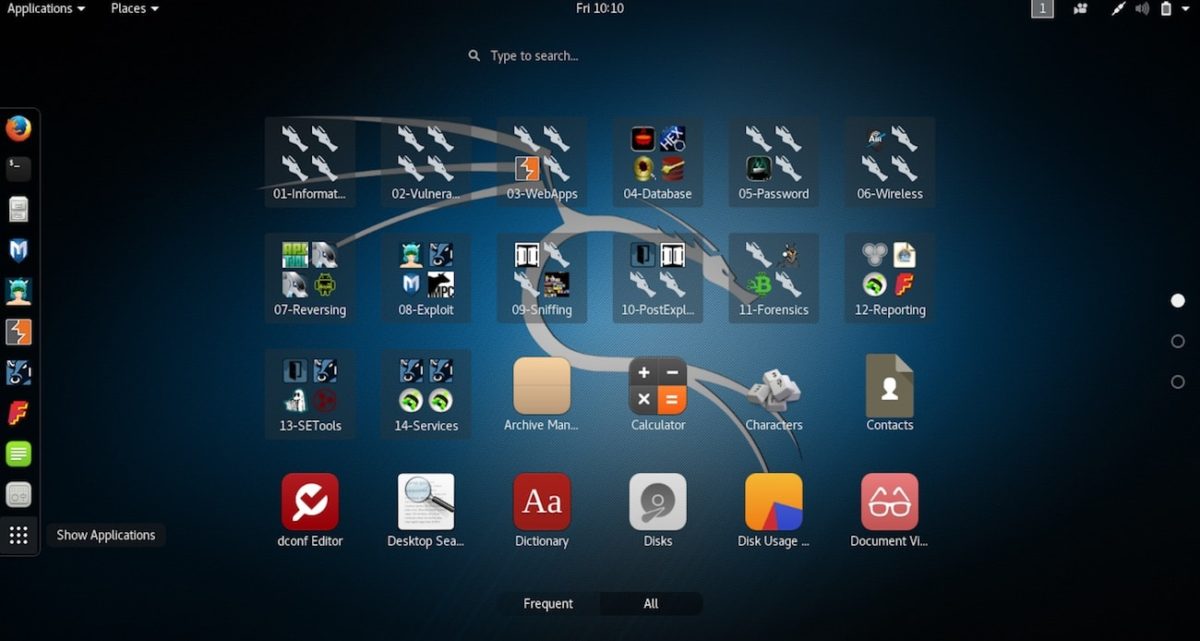 Applications Places Fri 10:10 1
Type to search...
01-Informat... 02-Vulnera... 03-WebApps 04-Database 05-Password 06-Wireless
07-Reversing 08-Exploit 09-Sniffing 10-PostExpl... 11-Forensics 12-Reporting
13-SETools 14-Services Archive Man... Calculator Characters Contacts
Aa
dconf Editor Desktop Sea... Dictionary Disks Disk Usage ... Document Vi...
Show Applications
Frequent All